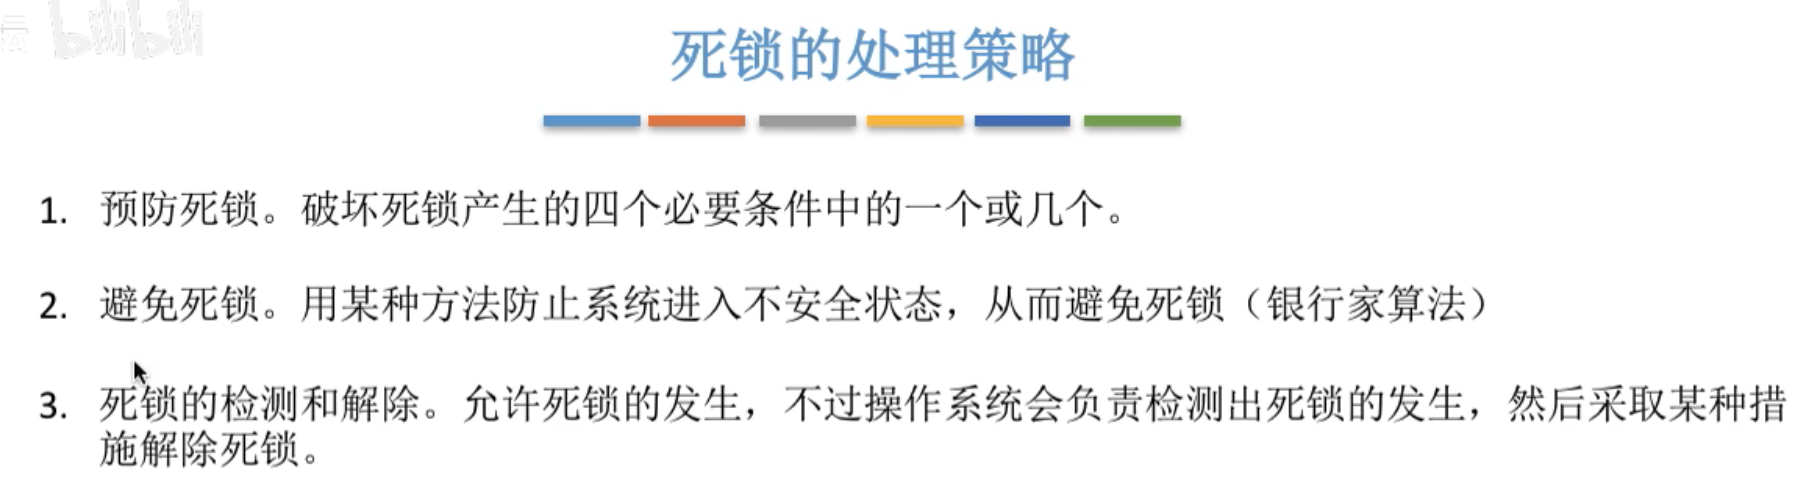 云 bilibili
死锁的处理策略
1. 预防死锁。破坏死锁产生的四个必要条件中的一个或几个。
2. 避免死锁。用某种方法防止系统进入不安全状态，从而避免死锁（银行家算法）
3. 死锁的检测和解除。允许死锁的发生，不过操作系统会负责检测出死锁的发生，然后采取某种措
施解除死锁。